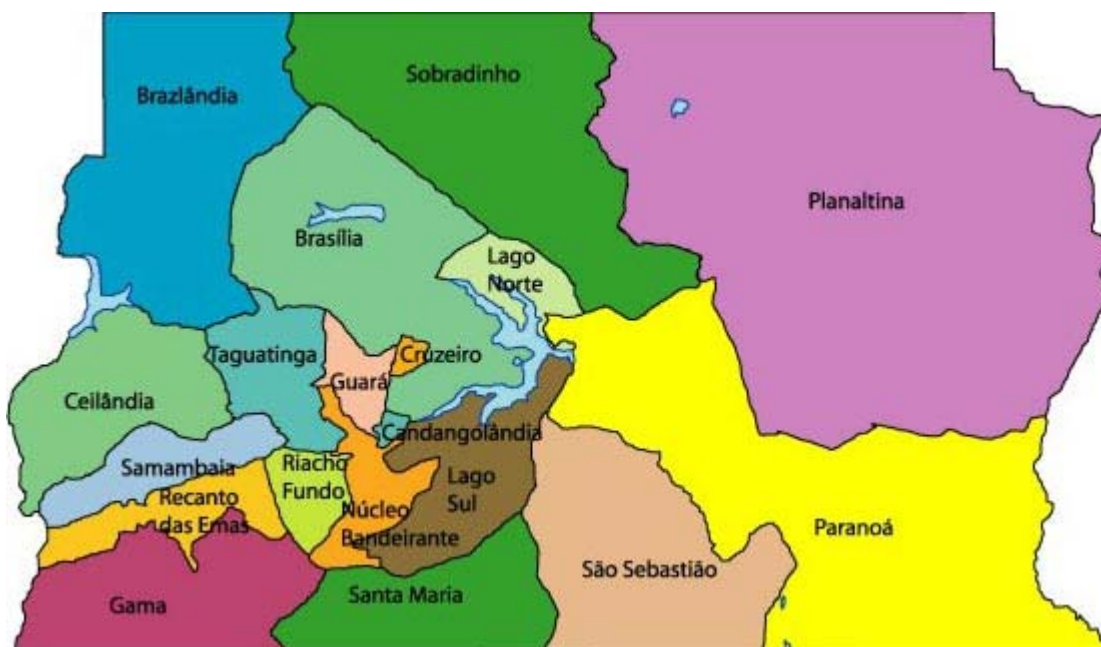 Sobradinho
Brazlândia
Planaltina
Brasília
Lago
Norte
Taguatinga
Cruzeiro
Guará
Ceilândia
Candangolândia
Samambaia
Riacho
Fundo
Lago
Sul
Recanto
das Emas
Núcleo
Bandeirante
Paranoá
São Sebastião
Santa Maria
Gama